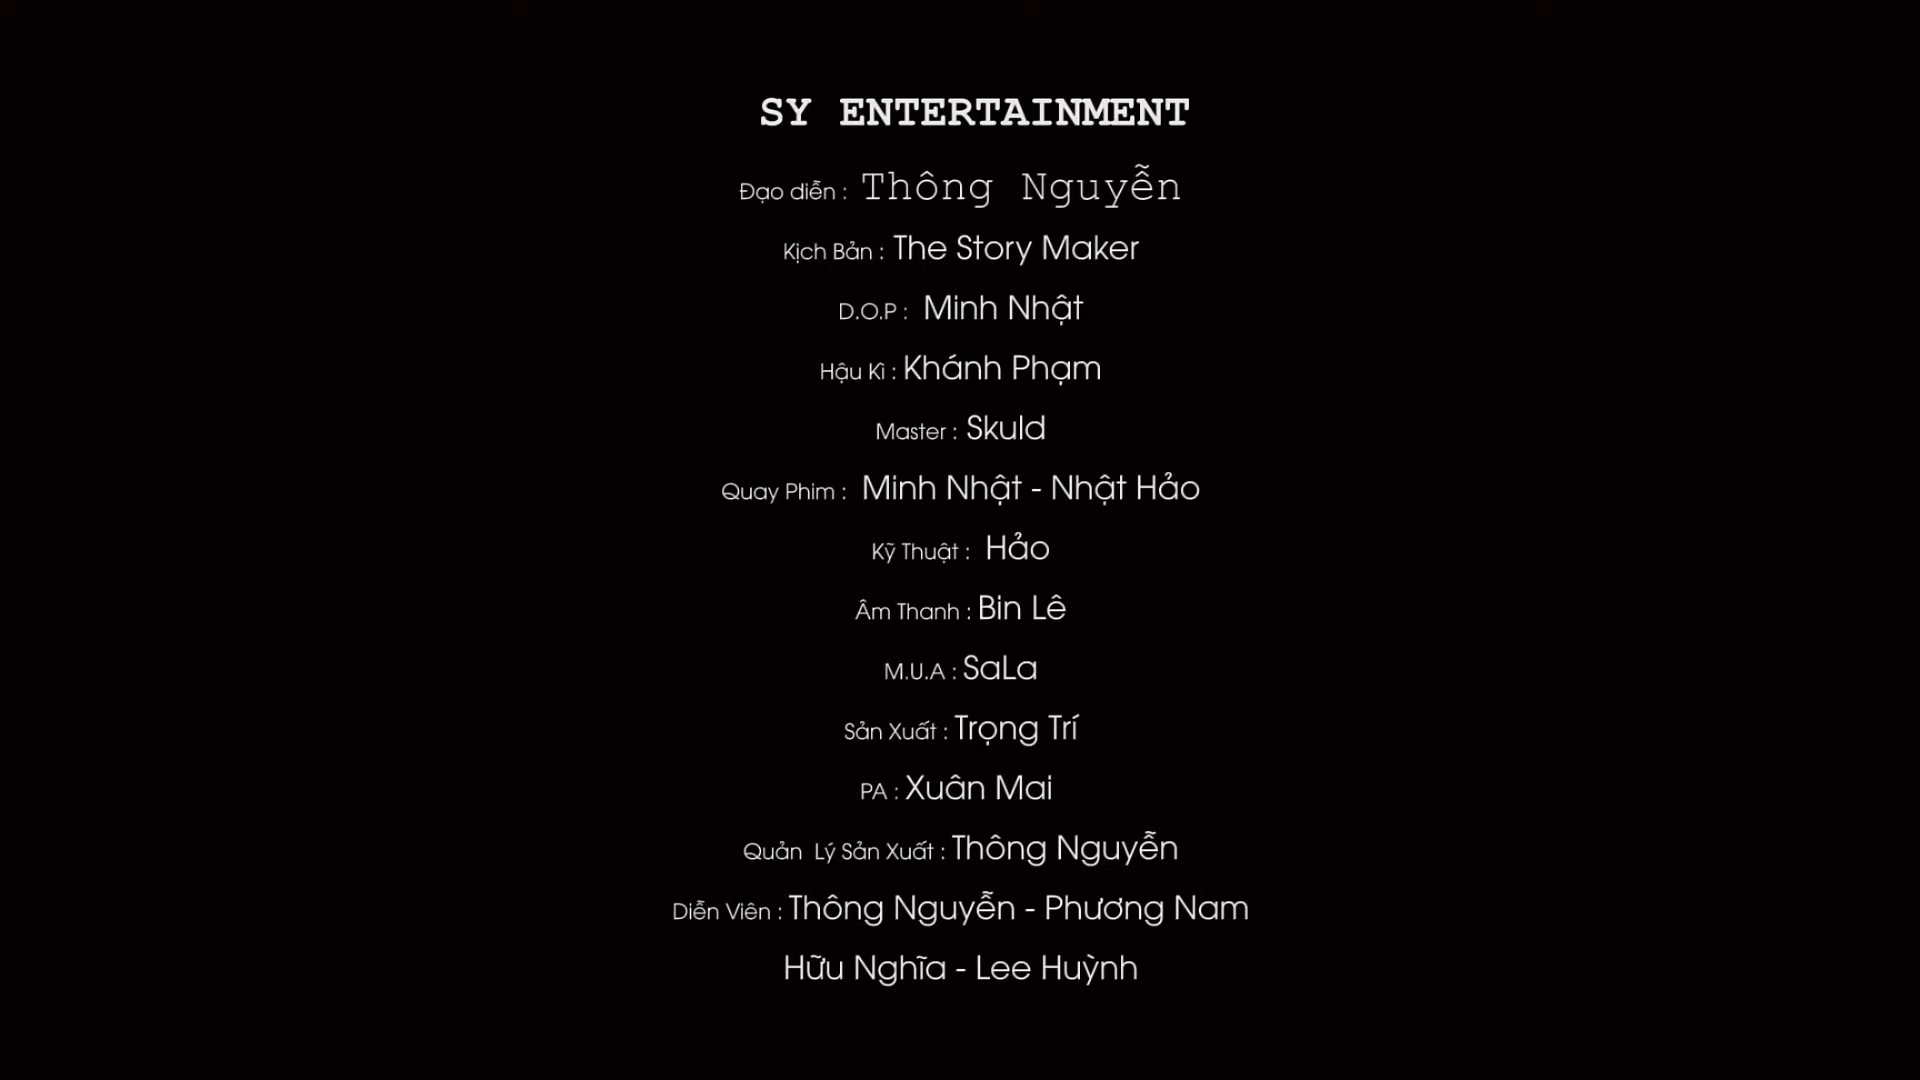 SY ENTERTAINMENT
Đạo diễn : Thông Nguyễn
Kịch Bản : The Story Maker
D.O.P : Minh Nhật
Hậu Kì : Khánh Phạm
Master : Skuld
Quay Phim : Minh Nhật - Nhật Hảo
Kỹ Thuật : Hảo
Âm Thanh : Bin Lê
M.U.A : SaLa
Sản Xuất : Trọng Trí
PA : Xuân Mai
Quản Lý Sản Xuất : Thông Nguyễn
Diễn Viên : Thông Nguyễn - Phương Nam
Hữu Nghĩa - Lee Huỳnh